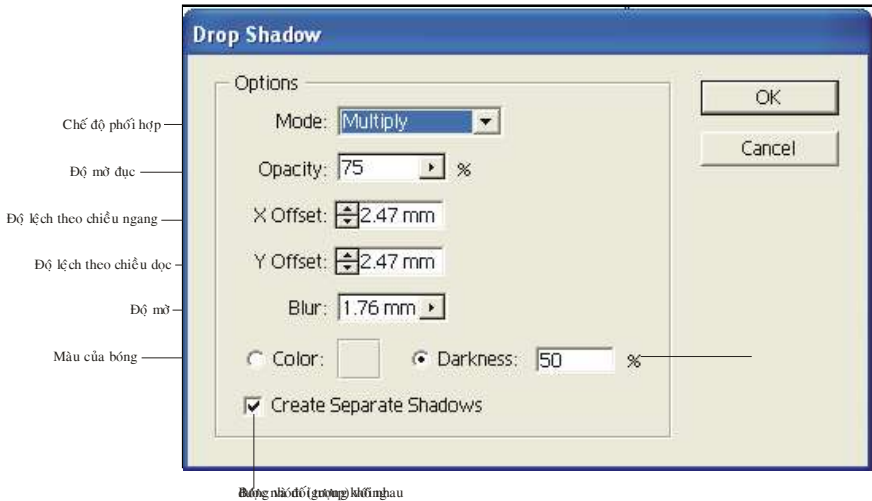 Drop Shadow
Options
OK
Chế độ phối hợp
Mode: Multiply
Cancel
Độ mờ đục
Opacity: 75 %
Độ lệch theo chiều ngang
X Offset: 2.47 mm
Độ lệch theo chiều dọc
Y Offset: 2.47 mm
Độ mờ
Blur: 1.76 mm
Màu của bóng
Color: Darkness: 50 %
Create Separate Shadows
nhau